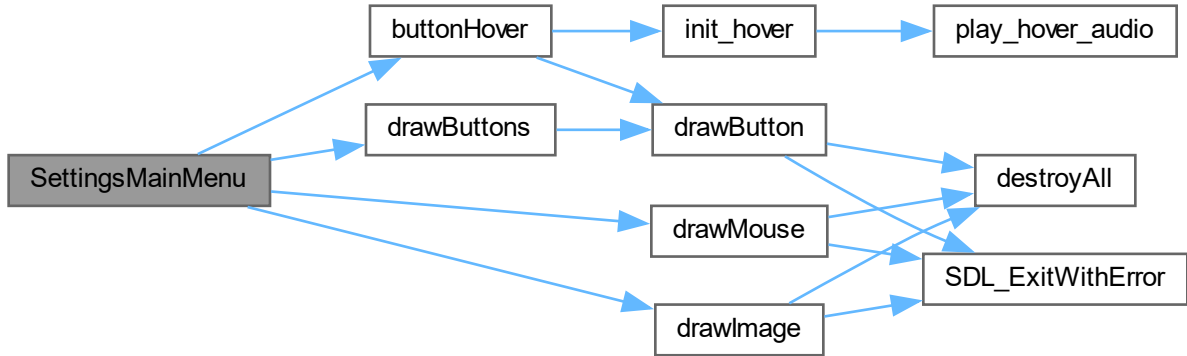 SettingsMainMenu
buttonHover
init_hover
play_hover_audio
drawButtons
drawButton
destroyAll
drawMouse
SDL_ExitWithError
drawImage